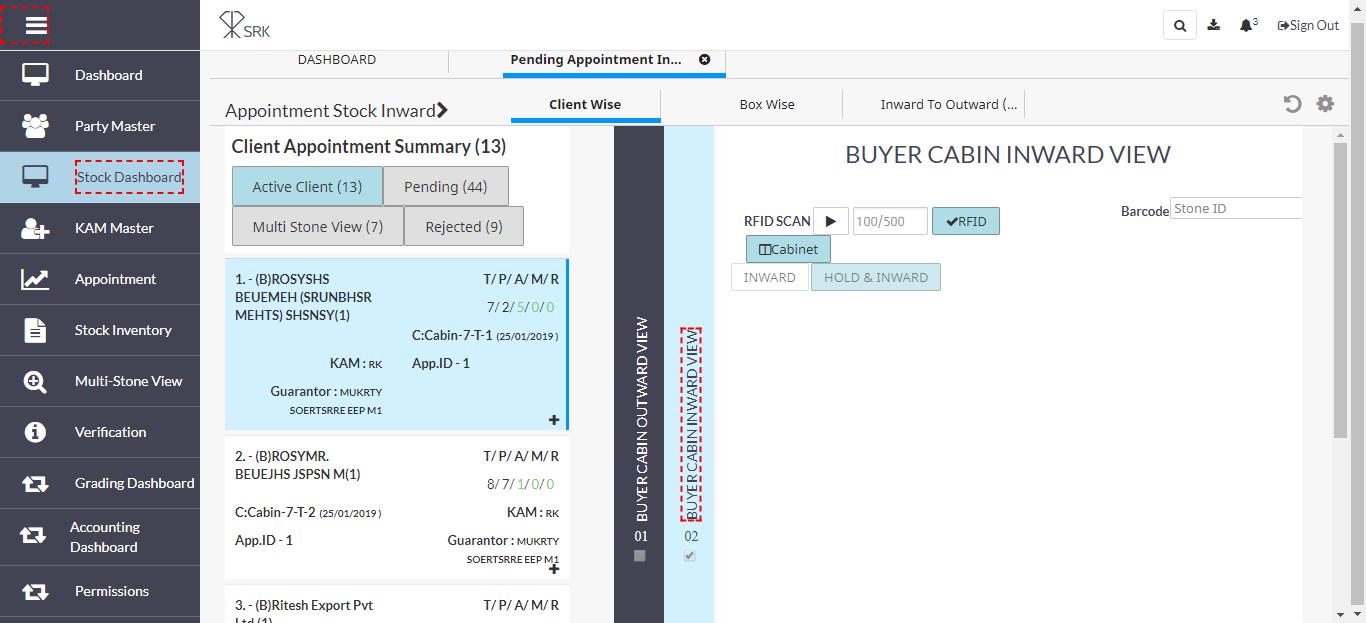 SRK
3
Sign Out
Dashboard
Party Master
Stock Dashboard
KAM Master
Appointment
Stock Inventory
Multi-Stone View
Verification
Grading Dashboard
Accounting
Dashboard
Permissions
DASHBOARD
Pending Appointment In...
Appointment Stock Inward
Client Wise
Box Wise
Inward To Outward (...
Client Appointment Summary (13)
Active Client (13)
Pending (44)
Multi Stone View (7)
Rejected (9)
1. - (B)ROSYSHS T/ P/ A/ M/ R
BEUEMEH (SRUNBHSR
MEHTS) SHSNSY(1)
7/ 2/ 5/ 0/ 0
C:Cabin-7-T-1 (25/01/2019 )
KAM : RK
App.ID - 1
Guarantor : MUKRTY
SOERTSRRE EEP M1
2. - (B)ROSYMR. T/ P/ A/ M/ R
BEUEJHS JSPSN M(1)
8/ 7/ 1/ 0/ 0
C:Cabin-7-T-2 (25/01/2019 )
KAM : RK
App.ID - 1
Guarantor : MUKRTY
SOERTSRRE EEP M1
3. - (B)Ritesh Export Pvt T/ P/ A/ M/ R
Ltd.(1)
BUYER CABIN OUTWARD VIEW
01
BUYER CABIN INWARD VIEW
02
BUYER CABIN INWARD VIEW
RFID SCAN
100/500
RFID
Barcode
Stone ID
Cabinet
INWARD
HOLD & INWARD